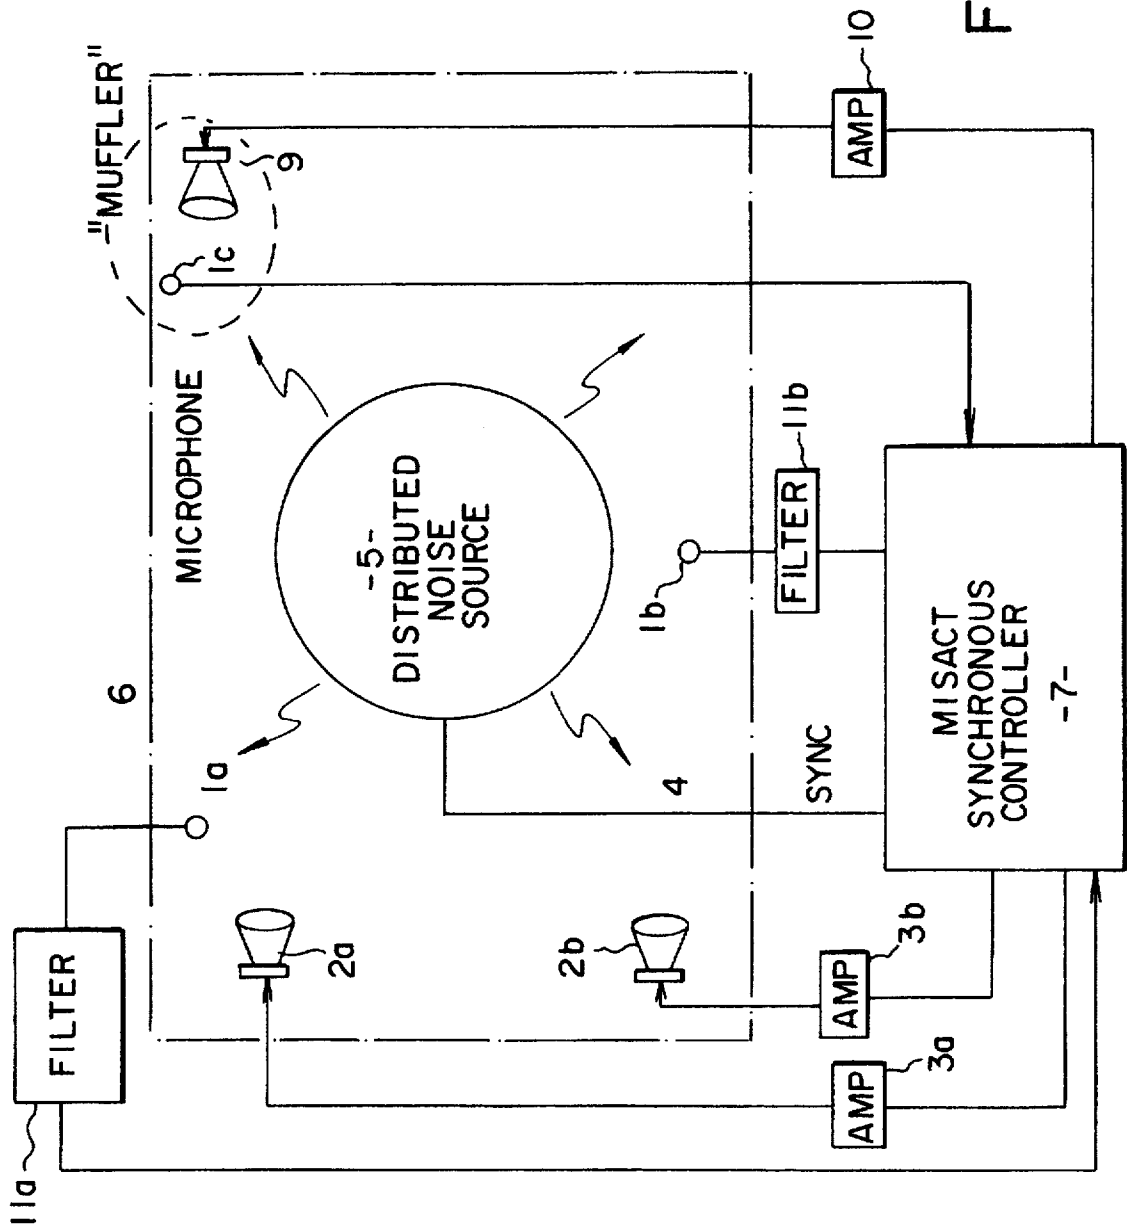 11a
FILTER
6
1a
MICROPHONE
"MUFFLER"
1c
9
2a
-5-
DISTRIBUTED
NOISE
SOURCE
2b
4
1b
SYNC
FILTER
11b
AMP
3a
AMP
3b
AMP
10
MISACT
SYNCHRONOUS
CONTROLLER
-7-
F